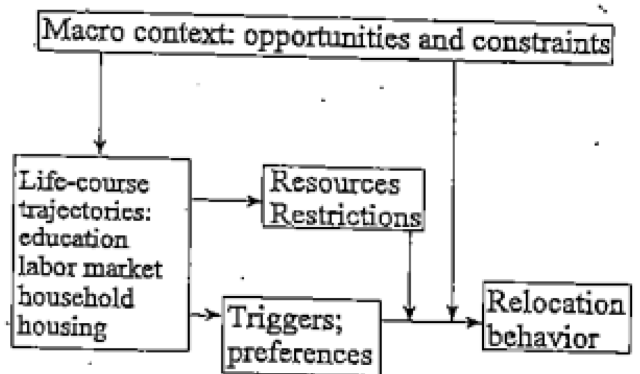 Macro context: opportunities and constraints
Life-course
trajectories:
education
labor market
household
housing
Resources
Restrictions
Triggers;
preferences
Relocation
behavior